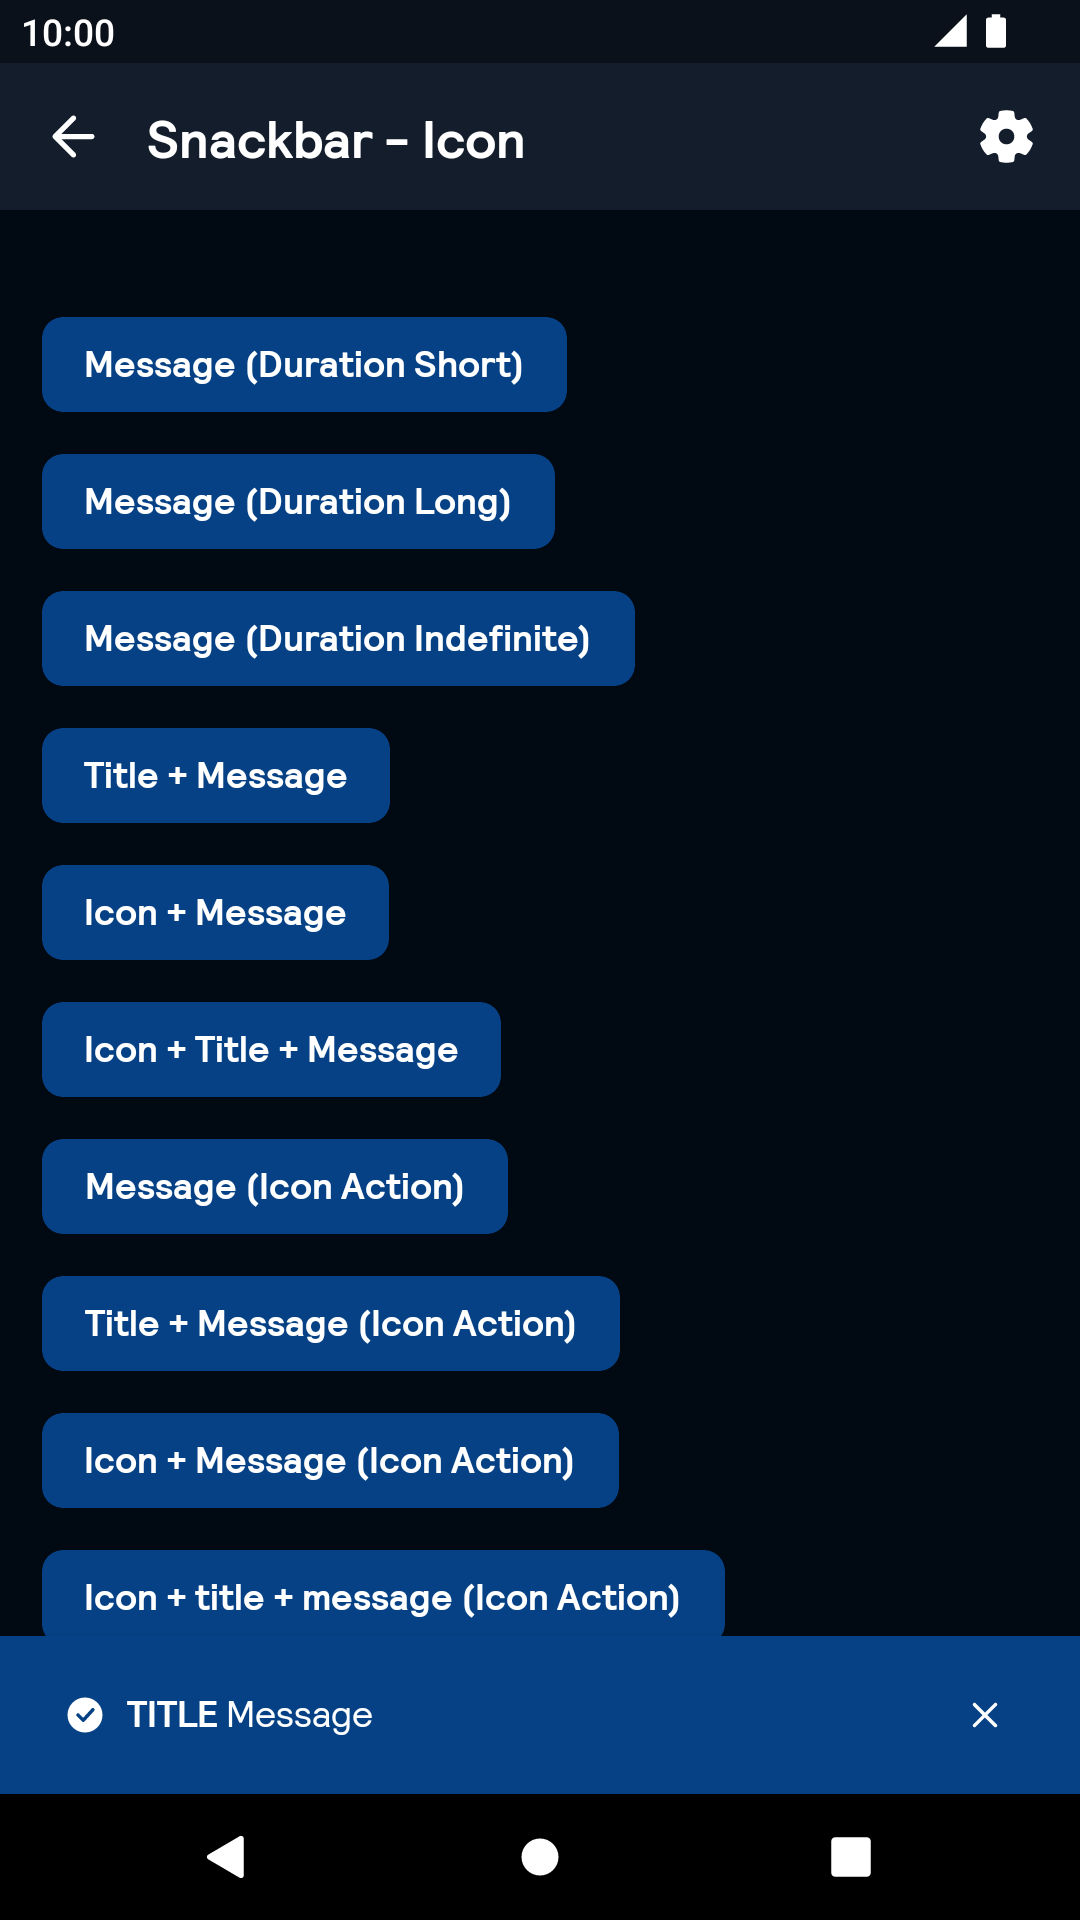 10:00
Snackbar - Icon
Message (Duration Short)
Message (Duration Long)
Message (Duration Indefinite)
Title + Message
Icon + Message
Icon + Title + Message
Message (Icon Action)
Title + Message (Icon Action)
Icon + Message (Icon Action)
Icon + title + message (Icon Action)
TITLE Message